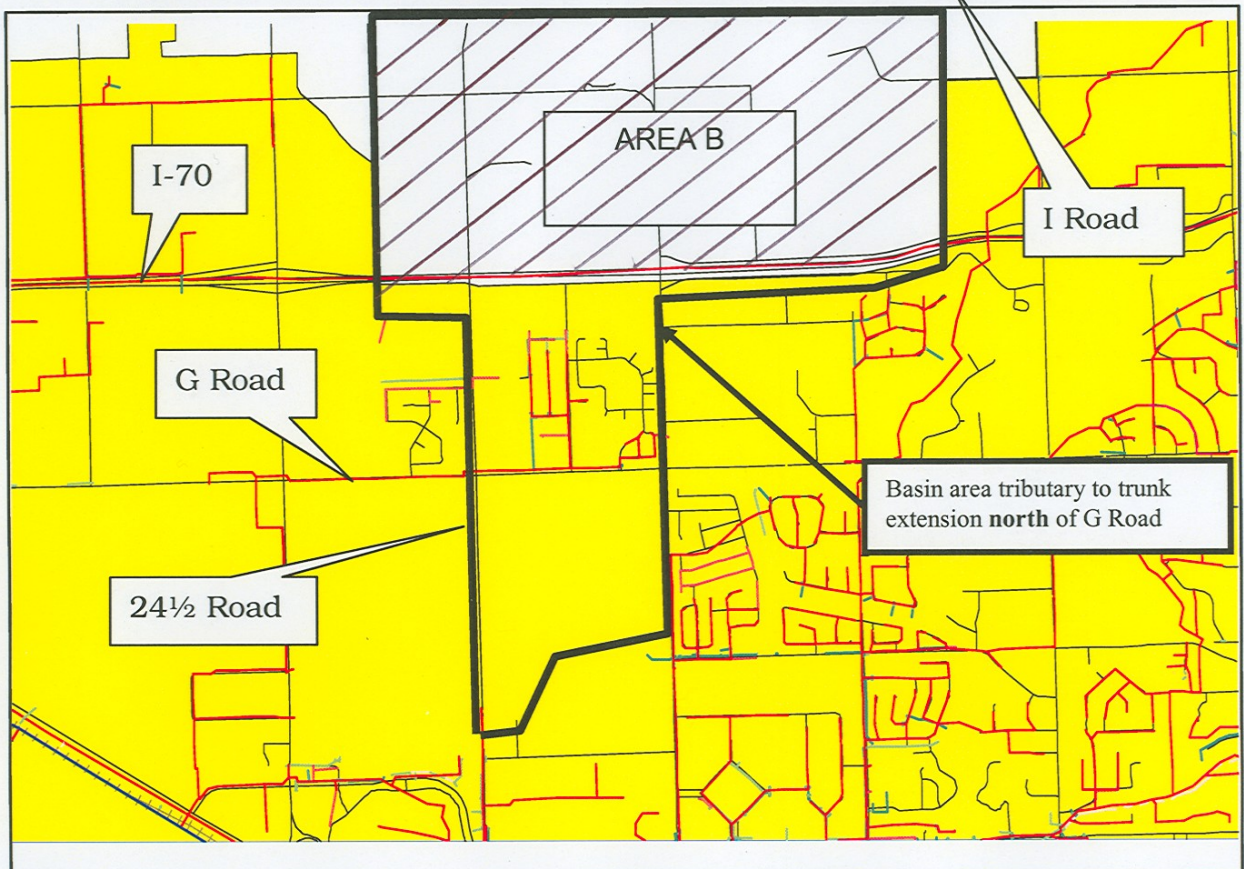 AREA B
I-70
I Road
G Road
Basin area tributary to trunk
extension north of G Road
24½ Road